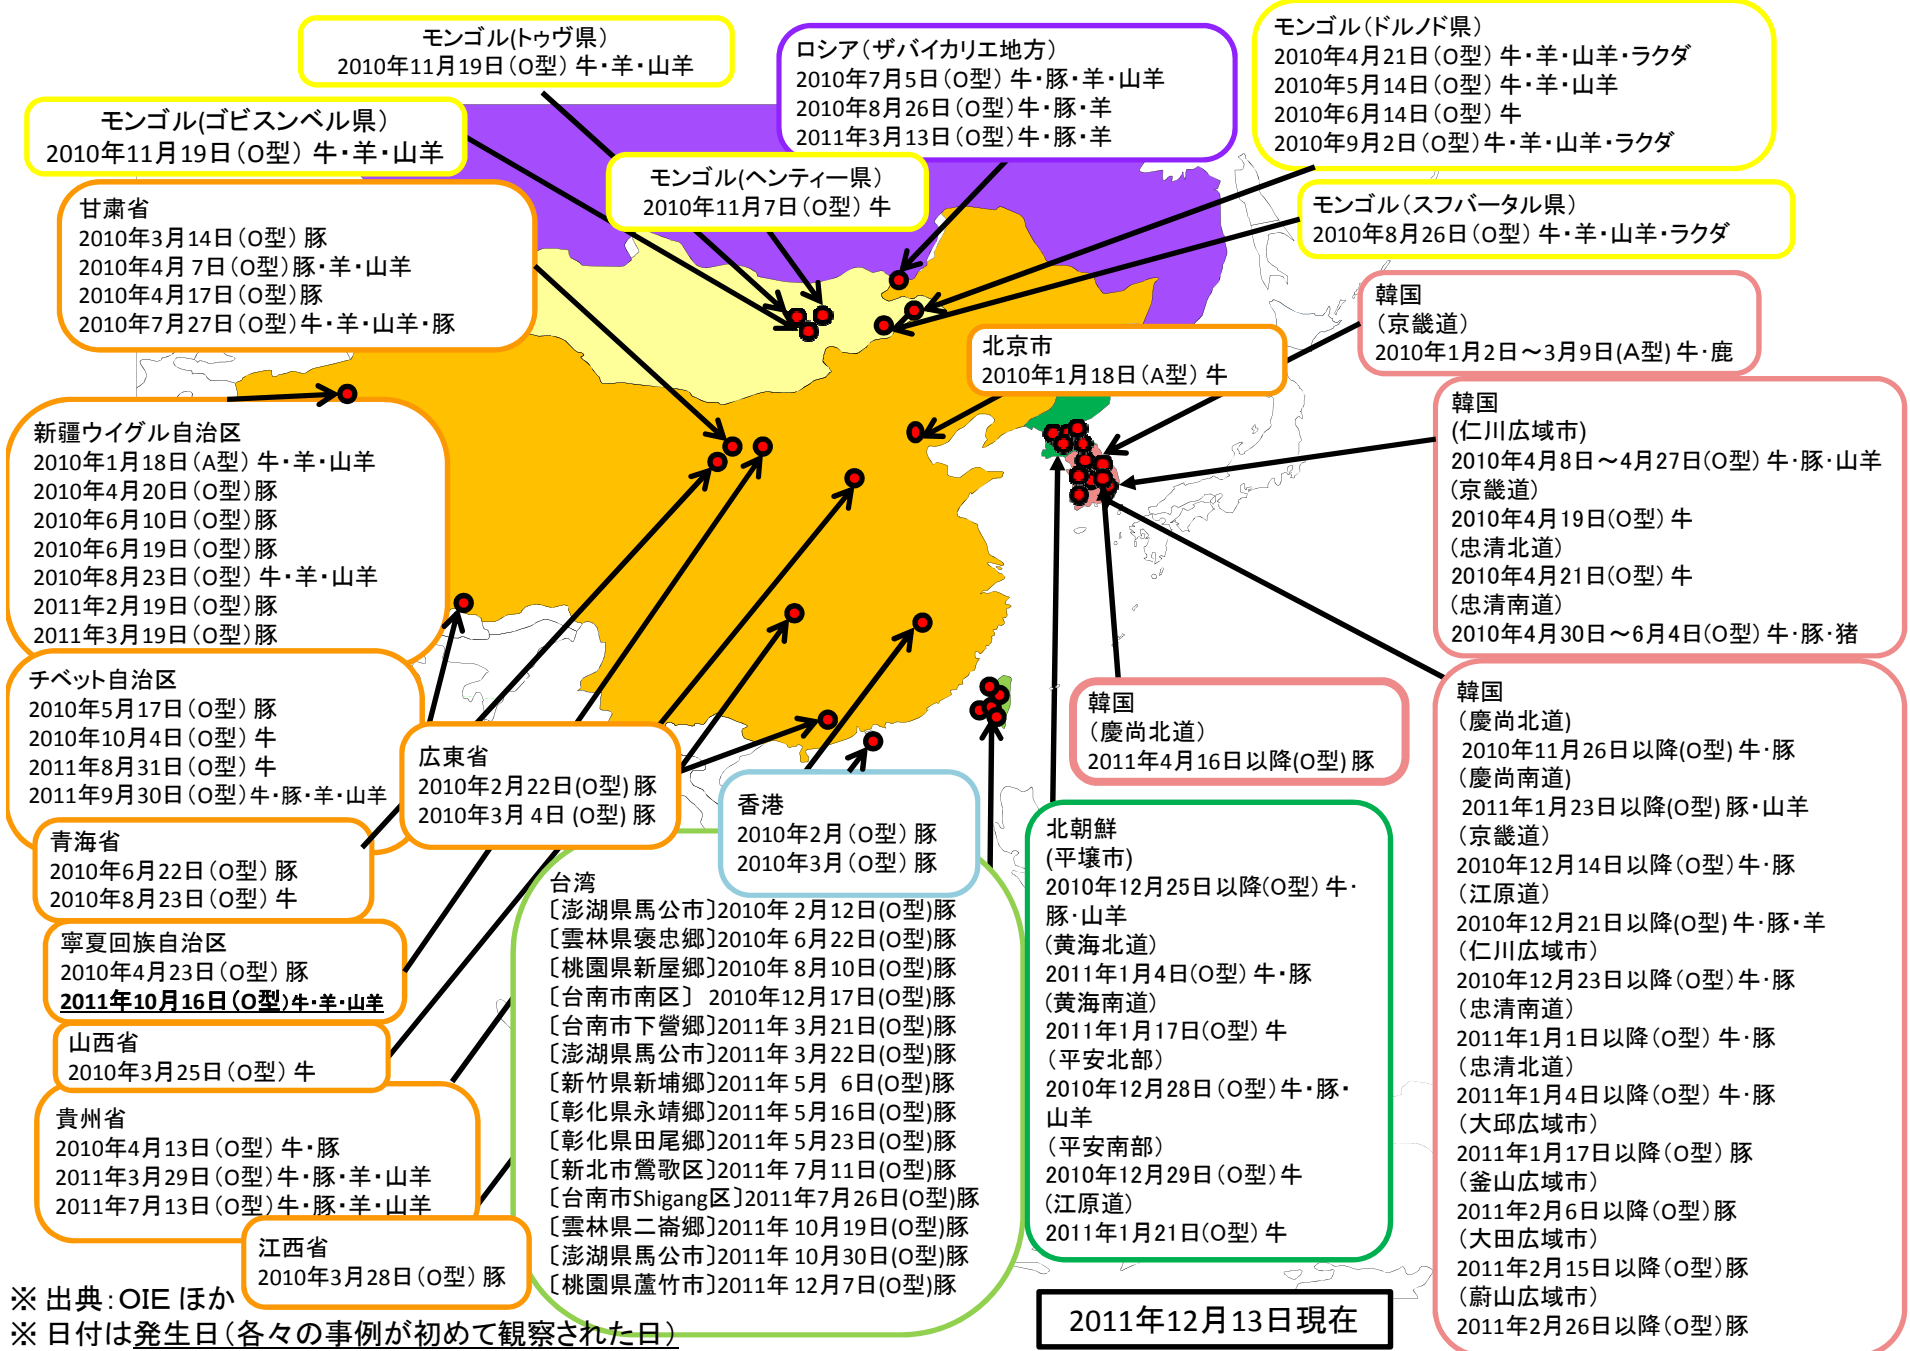 モンゴル(トゥヴ県)
2010年11月19日(O型) 牛・羊・山羊
ロシア(ザバイカリエ地方)
2010年7月5日(O型) 牛・豚・羊・山羊
2010年8月26日(O型)牛・豚・羊
2011年3月13日(O型)牛・豚・羊
モンゴル(ドルノド県)
2010年4月21日(O型) 牛・羊・山羊・ラクダ
2010年5月14日(O型) 牛・羊・山羊
2010年6月14日(O型) 牛
2010年9月2日(O型)牛・羊・山羊・ラクダ
モンゴル(ゴビスンベル県)
2010年11月19日(O型) 牛・羊・山羊
モンゴル(ヘンティー県)
2010年11月7日(O型) 牛
モンゴル(スフバータル県)
2010年8月26日(O型) 牛・羊・山羊・ラクダ
甘粛省
2010年3月14日(O型) 豚
2010年4月 7日(O型)豚・羊・山羊
2010年4月17日(O型)豚
2010年7月27日(O型)牛・羊・山羊・豚
韓国
(京畿道)
2010年1月2日~3月9日(A型) 牛・鹿
北京市
2010年1月18日(A型) 牛
新疆ウイグル自治区
2010年1月18日(A型) 牛・羊・山羊
2010年4月20日(O型)豚
2010年6月10日(O型)豚
2010年6月19日(O型)豚
2010年8月23日(O型) 牛・羊・山羊
2011年2月19日(O型)豚
2011年3月19日(O型)豚
韓国
(仁川広域市)
2010年4月8日~4月27日(O型) 牛・豚・山羊
(京畿道)
2010年4月19日(O型) 牛
(忠清北道)
2010年4月21日(O型) 牛
(忠清南道)
2010年4月30日~6月4日(O型) 牛・豚・猪
チベット自治区
2010年5月17日(O型) 豚
2010年10月4日(O型) 牛
2011年8月31日(O型) 牛
2011年9月30日(O型)牛・豚・羊・山羊
韓国
(慶尚北道)
2011年4月16日以降(O型) 豚
韓国
(慶尚北道)
2010年11月26日以降(O型) 牛・豚
(慶尚南道)
2011年1月23日以降(O型) 豚・山羊
(京畿道)
2010年12月14日以降(O型) 牛・豚
(江原道)
2010年12月21日以降(O型) 牛・豚・羊
(仁川広域市)
2010年12月23日以降(O型) 牛・豚
(忠清南道)
2011年1月1日以降(O型) 牛・豚
(忠清北道)
2011年1月4日以降(O型) 牛・豚
(大邱広域市)
2011年1月17日以降(O型) 豚
(釜山広域市)
2011年2月6日以降(O型)豚
(大田広域市)
2011年2月15日以降(O型)豚
(蔚山広域市)
2011年2月26日以降(O型)豚
広東省
2010年2月22日(O型) 豚
2010年3月 4日 (O型) 豚
香港
2010年2月(O型) 豚
2010年3月(O型) 豚
青海省
2010年6月22日(O型) 豚
2010年8月23日(O型) 牛
北朝鮮
(平壌市)
2010年12月25日以降(O型) 牛・
豚・山羊
(黄海北道)
2011年1月4日(O型) 牛・豚
(黄海南道)
2011年1月17日(O型) 牛
(平安北部)
2010年12月28日(O型)牛・豚・
山羊
(平安南部)
2010年12月29日(O型)牛
(江原道)
2011年1月21日(O型) 牛
台湾
〔澎湖県馬公市〕2010年 2月12日(O型)豚
〔雲林県褒忠郷〕2010年 6月22日(O型)豚
〔桃園県新屋郷〕2010年 8月10日(O型)豚
〔台南市南区〕 2010年12月17日(O型)豚
〔台南市下營郷〕2011年 3月21日(O型)豚
〔澎湖県馬公市〕2011年 3月22日(O型)豚
〔新竹県新埔郷〕2011年 5月 6日(O型)豚
〔彰化県永靖郷〕2011年 5月16日(O型)豚
〔彰化県田尾郷〕2011年 5月23日(O型)豚
〔新北市鶯歌区〕2011年 7月11日(O型)豚
〔台南市Shigang区〕2011年7月26日(O型)豚
〔雲林県二崙郷〕2011年 10月19日(O型)豚
〔澎湖県馬公市〕2011年 10月30日(O型)豚
〔桃園県蘆竹市〕2011年 12月7日(O型)豚
寧夏回族自治区
2010年4月23日(O型) 豚
2011年10月16日(O型)牛・羊・山羊
山西省
2010年3月25日(O型) 牛
貴州省
2010年4月13日(O型) 牛・豚
2011年3月29日(O型)牛・豚・羊・山羊
2011年7月13日(O型)牛・豚・羊・山羊
江西省
2010年3月28日(O型) 豚
※ 出典:OIE ほか
※ 日付は発生日(各々の事例が初めて観察された日)
2011年12月13日現在